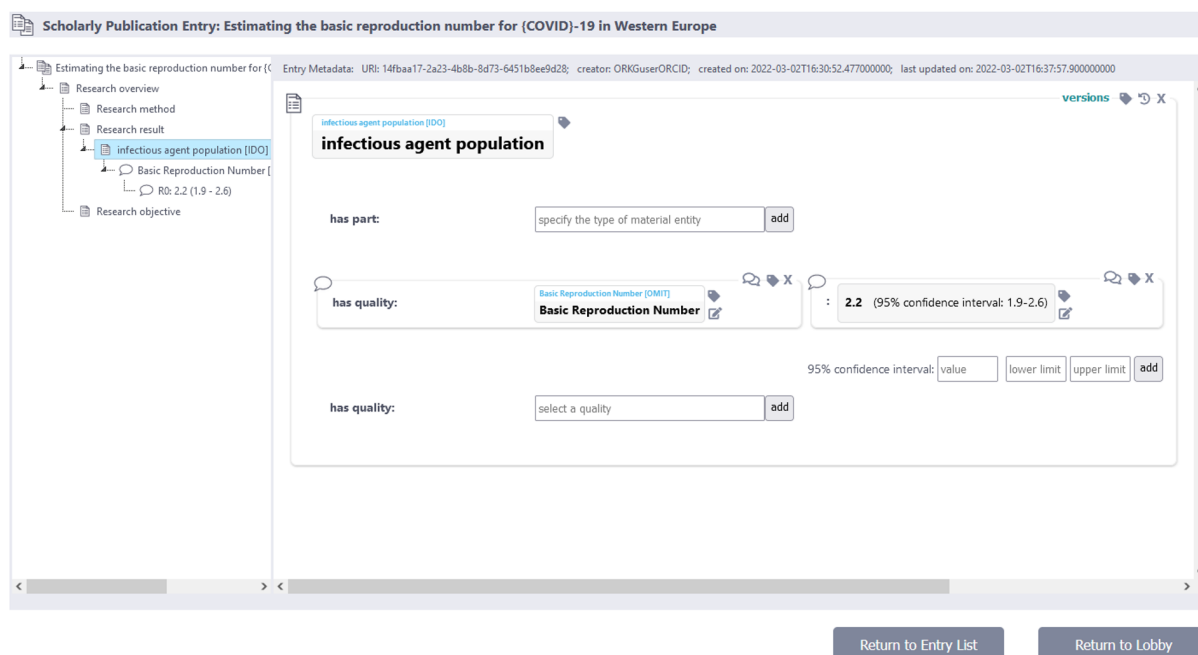 Scholarly Publication Entry: Estimating the basic reproduction number for {COVID}-19 in Western Europe
Estimating the basic reproduction number for {C
Research overview
Research method
Research result
infectious agent population [IDO]
Basic Reproduction Number [
R0: 2.2 (1.9 - 2.6)
Research objective
Entry Metadata: URI: 14fbaa17-2a23-4b8b-8d73-6451b8ee9d28; creator: ORKGuserORCID; created on: 2022-03-02T16:30:52.477000000; last updated on: 2022-03-02T16:37:57.900000000
versions X
infectious agent population [IDO]
infectious agent population
has part: specify the type of material entity add
X X
has quality: Basic Reproduction Number [OMIT]
Basic Reproduction Number
: 2.2 (95% confidence interval: 1.9-2.6)
95% confidence interval: value lower limit upper limit add
has quality: select a quality add
Return to Entry List Return to Lobby